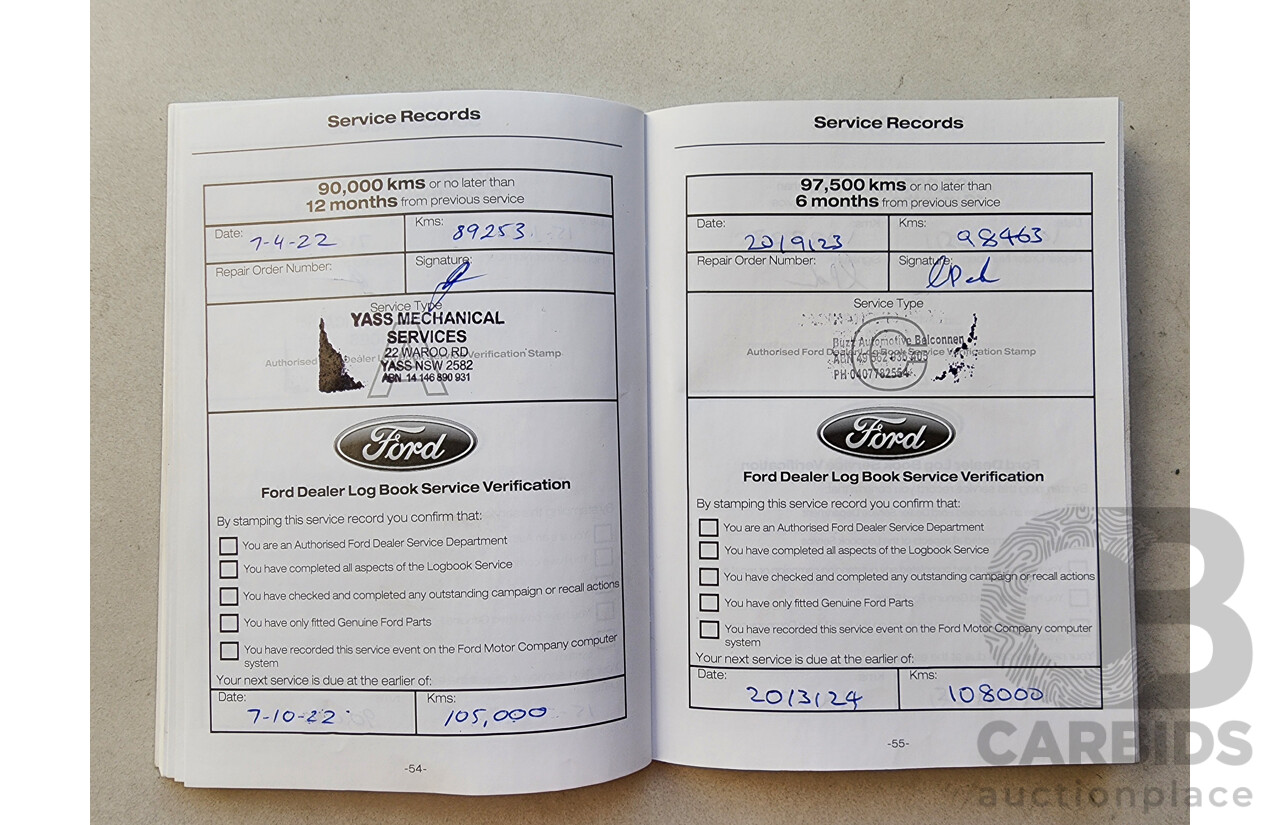 Service Records
90,000 kms or no later than
12 months from previous service
Date: 7-4-22
Kms: 89253
Repair Order Number:
Signature:
Service Type
YASS MECHANICAL
SERVICES
22 WAROO RD
YASS NSW 2582
ABN 14 146 890 931
A
Authorised Ford Dealer Log Book Service Verification Stamp
Ford
Ford Dealer Log Book Service Verification
By stamping this service record you confirm that:
You are an Authorised Ford Dealer Service Department
You have completed all aspects of the Logbook Service
You have checked and completed any outstanding campaign or recall actions
You have only fitted Genuine Ford Parts
You have recorded this service event on the Ford Motor Company computer
system
Your next service is due at the earlier of:
Date: 7-10-22
Kms: 105,000
-54-
Service Records
97,500 kms or no later than
6 months from previous service
Date: 20/9/23
Kms: 98463
Repair Order Number:
Signature:
Service Type
Buzz Automotive Balconnen
ABN 49
PH 0407782554
C
Authorised Ford Dealer Log Book Service Verification Stamp
Ford
Ford Dealer Log Book Service Verification
By stamping this service record you confirm that:
You are an Authorised Ford Dealer Service Department
You have completed all aspects of the Logbook Service
You have checked and completed any outstanding campaign or recall actions
You have only fitted Genuine Ford Parts
You have recorded this service event on the Ford Motor Company computer
system
Your next service is due at the earlier of:
Date: 20/3/24
Kms: 108000
-55-
CB
CARBIDS
auctionplace